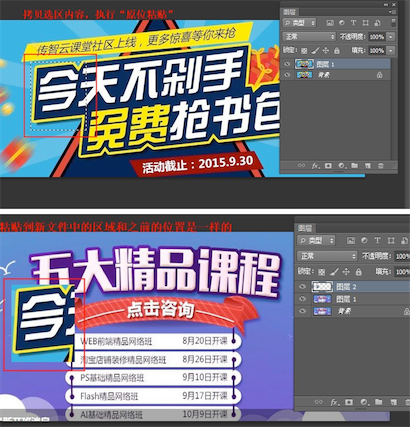 拷贝选区内容，执行“原位粘贴”
传智云课堂社区上线，更多惊喜等你来抢
今天不剁手
免费抢书包
活动截止：2015.9.30
图层
类型
正常
不透明度： 100%
锁定：
填充： 100%
图层 1
背景
粘贴到新文件中的区域和之前的位置是一样的
五大精品课程
点击咨询
今天
WEB前端精品网络班 8月20日开课
淘宝店铺装修精品网络班 8月26日开课
PS基础精品网络班 9月10日开课
Flash精品网络班 9月17日开课
AI基础精品网络班 10月9日开课
图层
类型
正常
不透明度：
锁定：
填充：
图层 2
图层 1
背景